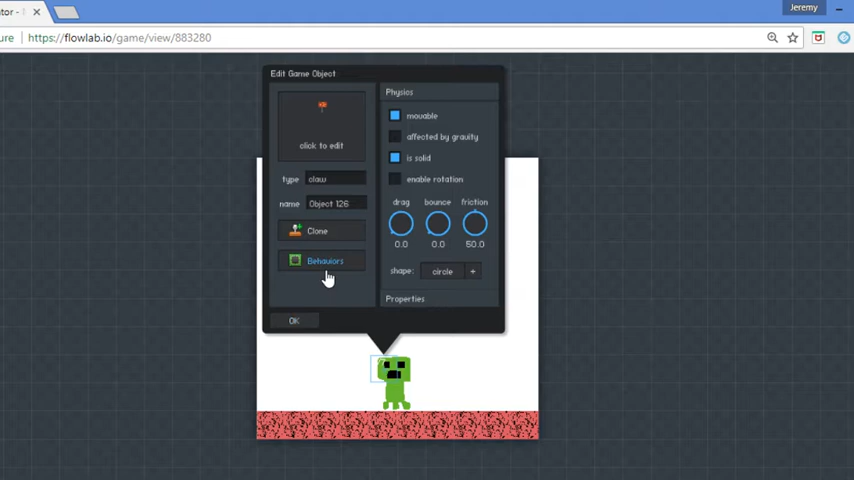 Jeremy
tor -
ure
https://flowlab.io/game/view/883280
Edit Game Object
click to edit
type claw
name Object 126
Clone
Behaviors
OK
Physics
movable
affected by gravity
is solid
enable rotation
drag bounce friction
0.0 0.0 50.0
shape: circle +
Properties